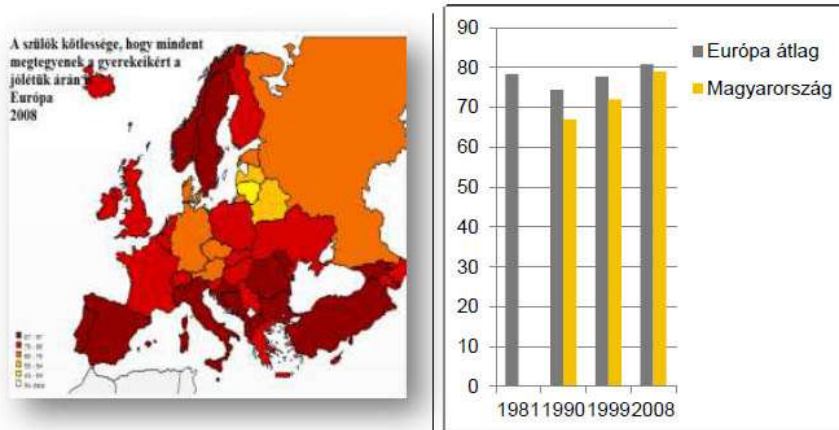 A szülők kötlessége, hogy mindent
megtegyenek a gyerekeikért a
jólétük árán
Európa
2008
90
80
70
60
50
40
30
20
10
0
1981 1990 1999 2008
Európa átlag
Magyarország